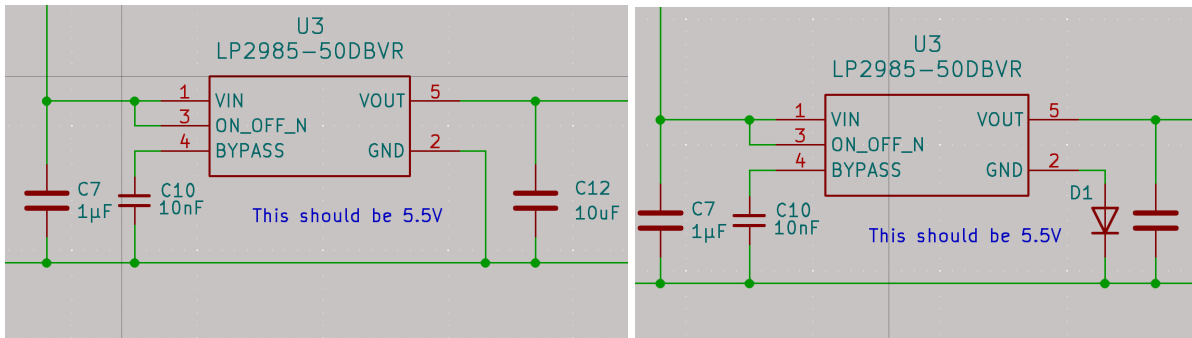 U3
LP2985-50DBVR
1
VIN
VOUT
5
3
ON_OFF_N
4
BYPASS
GND
2
C7
1µF
C10
10nF
This should be 5.5V
C12
10uF
U3
LP2985-50DBVR
1
VIN
VOUT
5
3
ON_OFF_N
4
BYPASS
GND
2
D1
C7
1µF
C10
10nF
This should be 5.5V